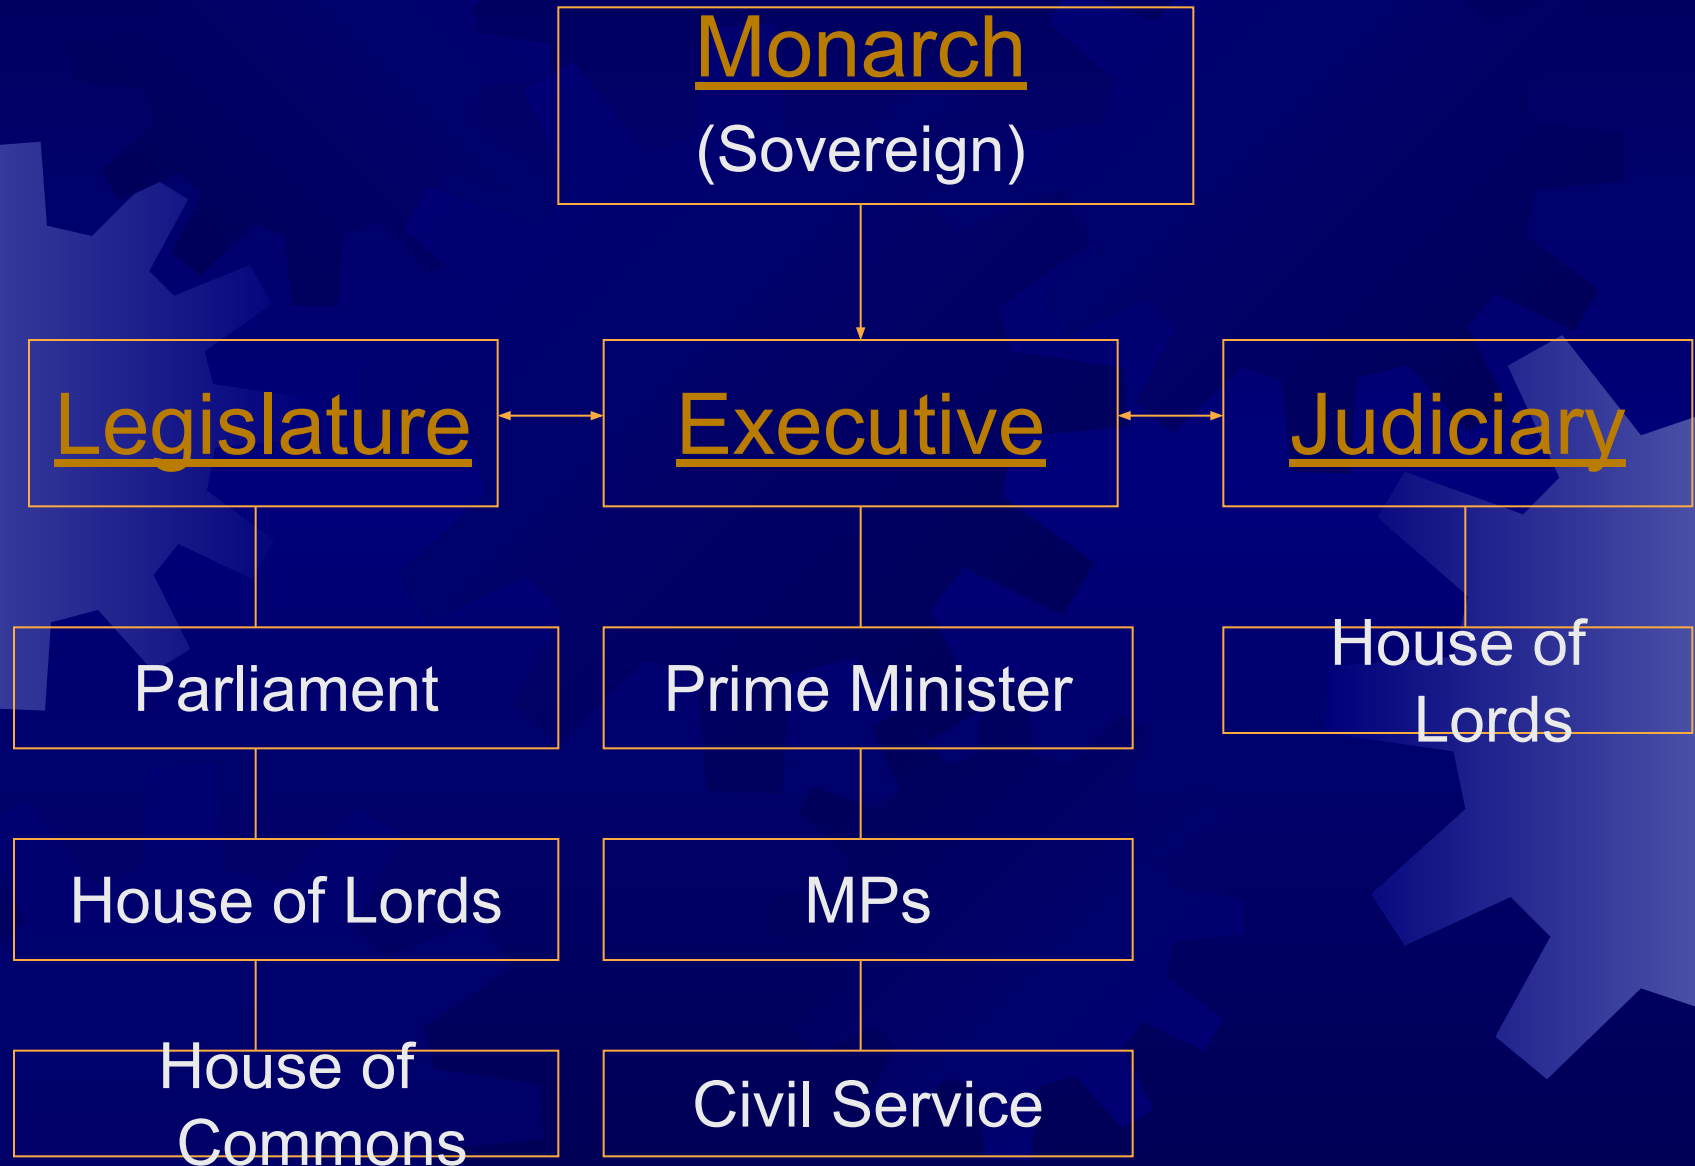 Monarch
(Sovereign)
Legislature
Executive
Judiciary
Parliament
Prime Minister
House of
Lords
House of Lords
MPs
House of
Commons
Civil Service